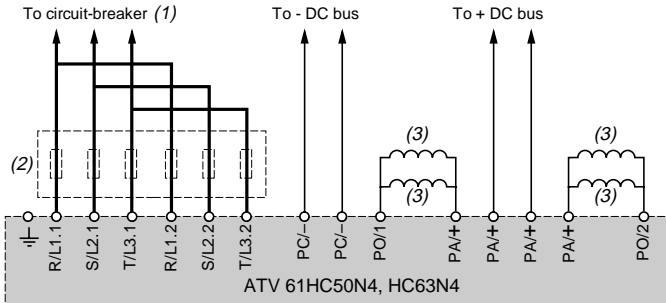 To circuit-breaker (1)
To - DC bus
To + DC bus
(2)
(3)
(3)
(3)
(3)
R/L1.1
S/L2.1
T/L3.1
R/L1.2
S/L2.2
T/L3.2
PC/–
PC/–
PO/1
PA/+
PA/+
PA/+
PA/+
PO/2
ATV 61HC50N4, HC63N4